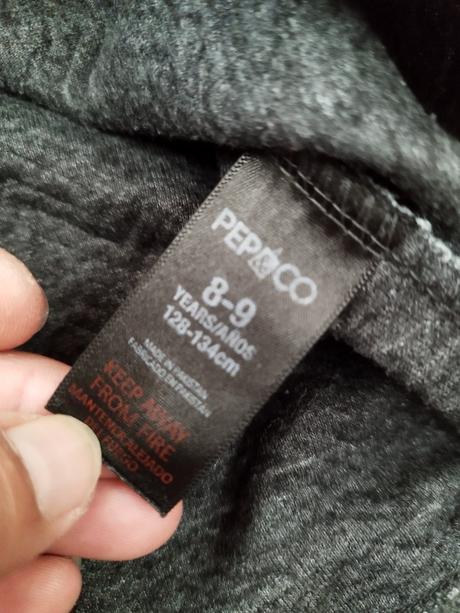 PEP&CO
8-9
YEARS/AÑOS
128-134cm
MADE IN PAKISTAN
FABRICADO EN PAKISTÁN
KEEP AWAY
FROM FIRE
MANTENER ALEJADO
DEL FUEGO